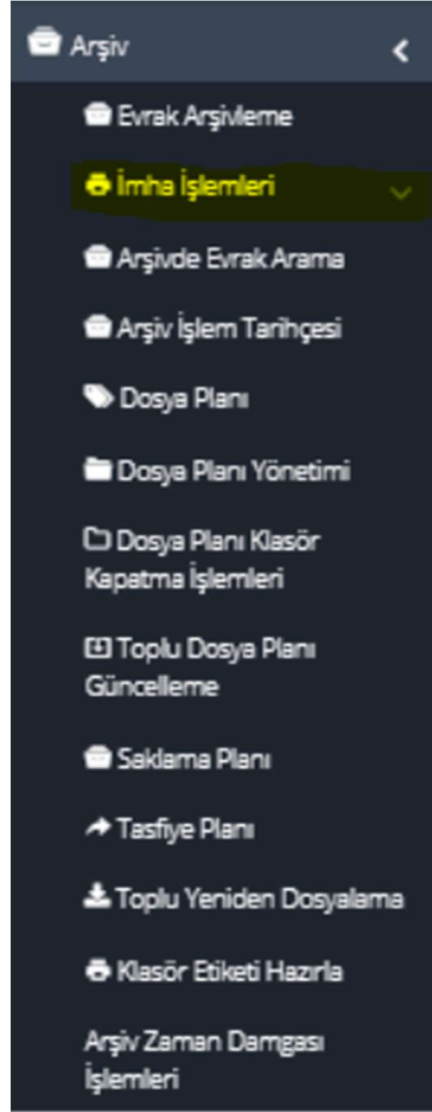 Arşiv
Evrak Arşivleme
İmha İşlemleri
Arşivde Evrak Arama
Arşiv İşlem Tarihçesi
Dosya Planı
Dosya Planı Yönetimi
Dosya Planı Klasör
Kapatma İşlemleri
Toplu Dosya Planı
Güncelleme
Saklama Planı
Tasfiye Planı
Toplu Yeniden Dosyalama
Klasör Etiketi Hazırla
Arşiv Zaman Damgası
İşlemleri